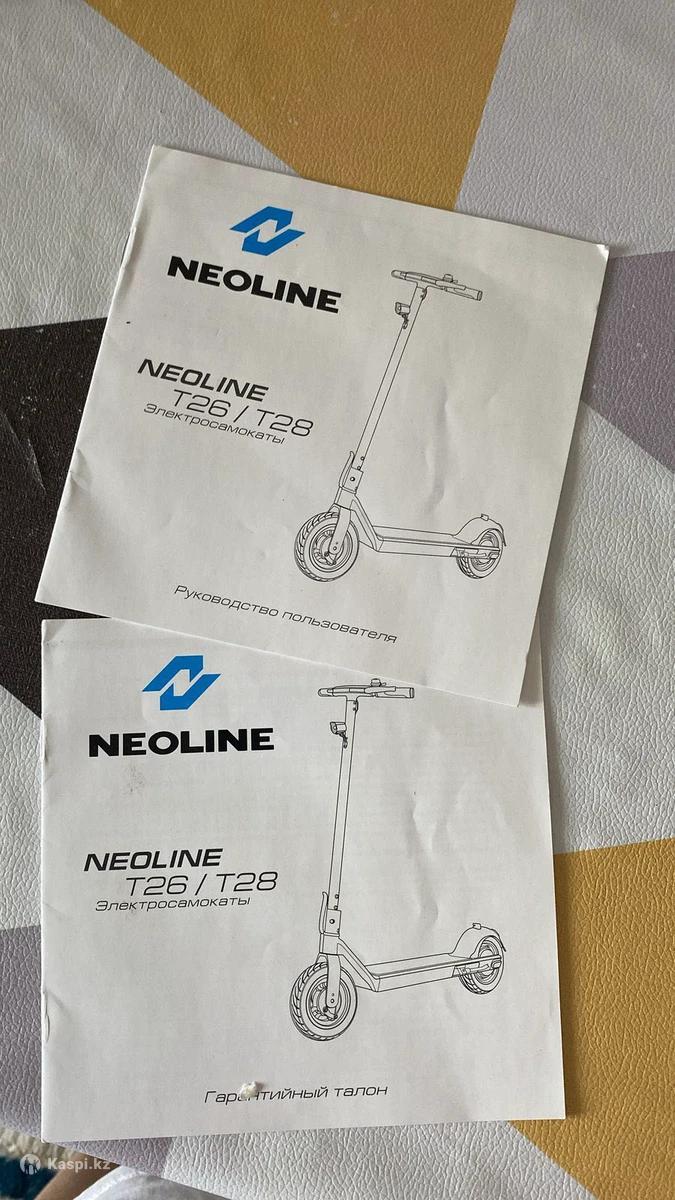 NEOLINE
NEOLINE
T26 / T28
Электросамокаты
Руководство пользователя
NEOLINE
NEOLINE
T26 / T28
Электросамокаты
Гарантийный талон
Kaspi.kz